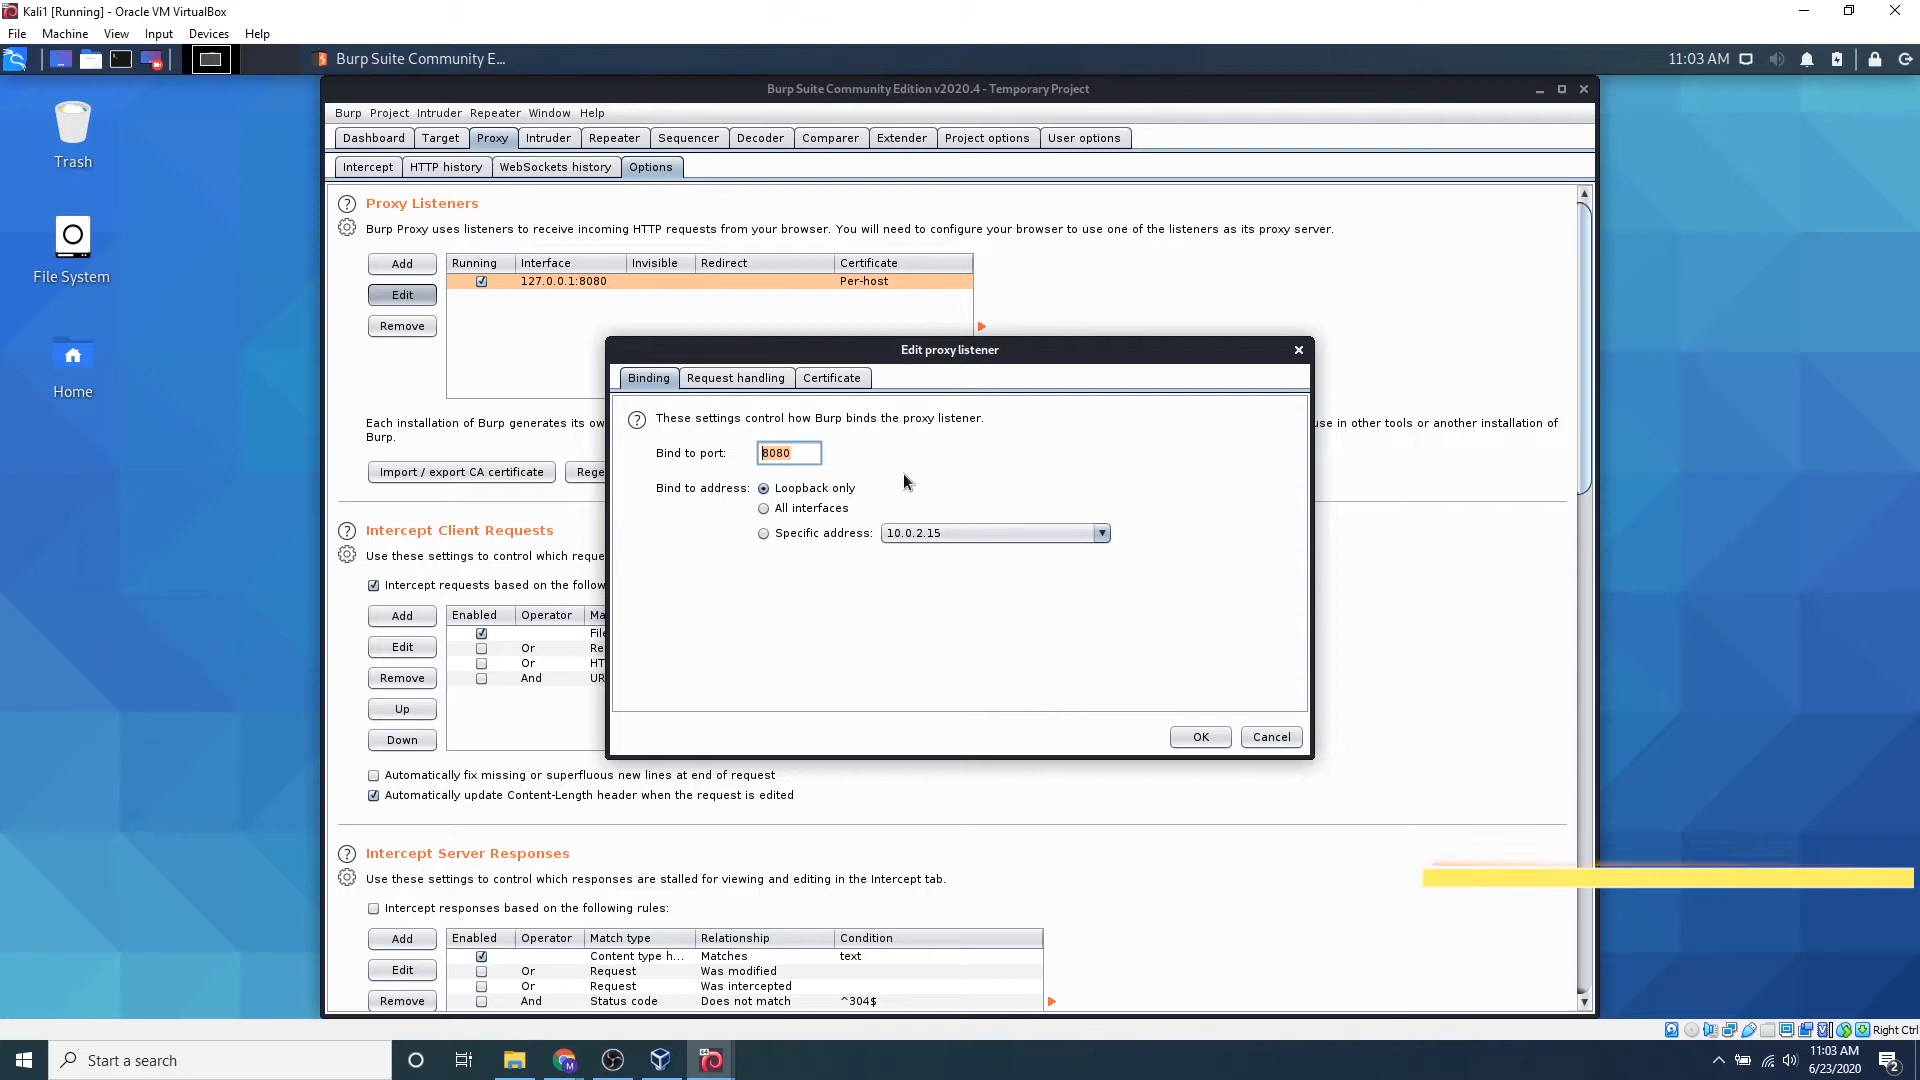 Kali1 [Running] - Oracle VM VirtualBox
File Machine View Input Devices Help
Burp Suite Community E... 11:03 AM
Burp Suite Community Edition v2020.4 - Temporary Project
Burp Project Intruder Repeater Window Help
Dashboard Target Proxy Intruder Repeater Sequencer Decoder Comparer Extender Project options User options
Intercept HTTP history WebSockets history Options
Trash
File System
Home
? Proxy Listeners
Burp Proxy uses listeners to receive incoming HTTP requests from your browser. You will need to configure your browser to use one of the listeners as its proxy server.
Add Running Interface Invisible Redirect Certificate
127.0.0.1:8080 Per-host
Edit
Remove
Each installation of Burp generates its ow
use in other tools or another installation of
Burp.
Import / export CA certificate Rege
Edit proxy listener
Binding Request handling Certificate
? These settings control how Burp binds the proxy listener.
Bind to port: 8080
Bind to address: Loopback only
All interfaces
Specific address: 10.0.2.15
OK Cancel
? Intercept Client Requests
Use these settings to control which reque
Intercept requests based on the follow
Add Enabled Operator Ma
File
Edit Or Re
Or HT
Remove And UR
Up
Down
Automatically fix missing or superfluous new lines at end of request
Automatically update Content-Length header when the request is edited
? Intercept Server Responses
Use these settings to control which responses are stalled for viewing and editing in the Intercept tab.
Intercept responses based on the following rules:
Add Enabled Operator Match type Relationship Condition
Content type h... Matches text
Edit Or Request Was modified
Or Request Was intercepted
Remove And Status code Does not match ^304$
Right Ctrl
Start a search
11:03 AM
6/23/2020
2